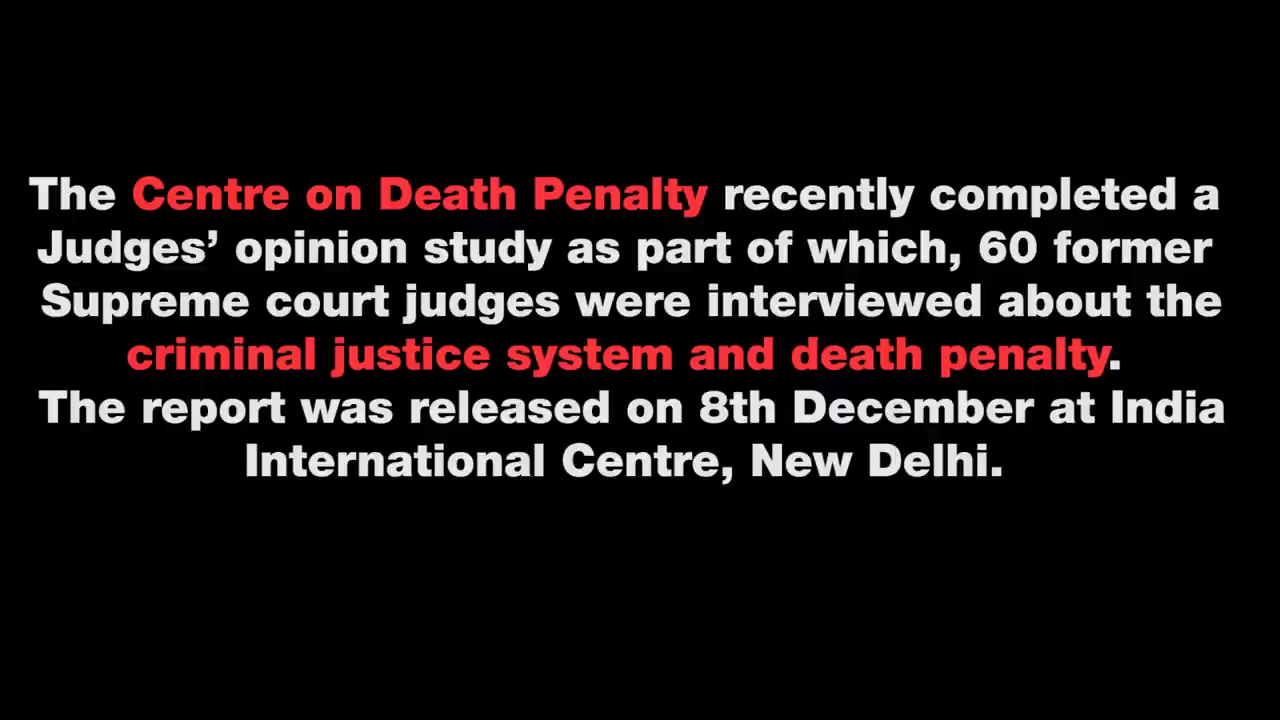 The Centre on Death Penalty recently completed a
Judges’ opinion study as part of which, 60 former
Supreme court judges were interviewed about the
criminal justice system and death penalty.
The report was released on 8th December at India
International Centre, New Delhi.